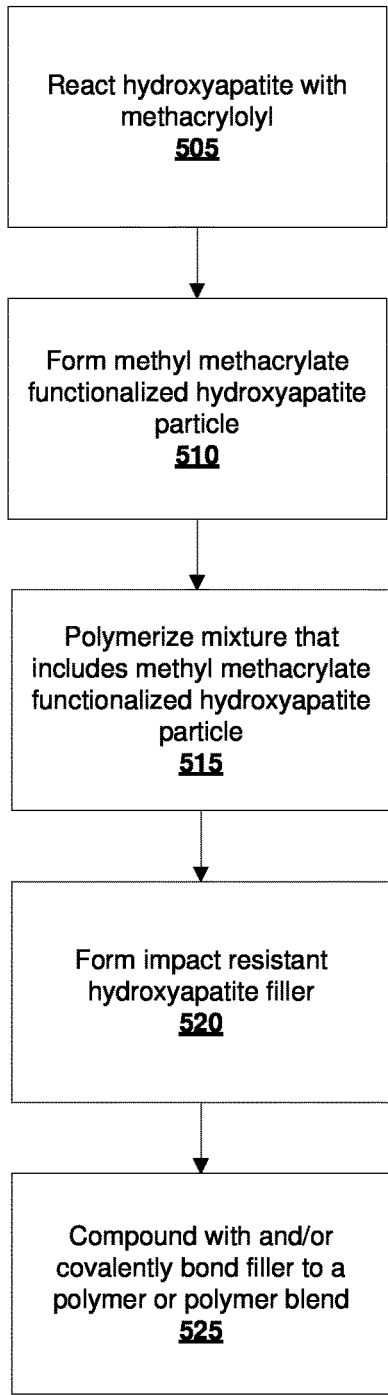 React hydroxyapatite with
methacrylolyl
505
Form methyl methacrylate
functionalized hydroxyapatite
particle
510
Polymerize mixture that
includes methyl methacrylate
functionalized hydroxyapatite
particle
515
Form impact resistant
hydroxyapatite filler
520
Compound with and/or
covalently bond filler to a
polymer or polymer blend
525